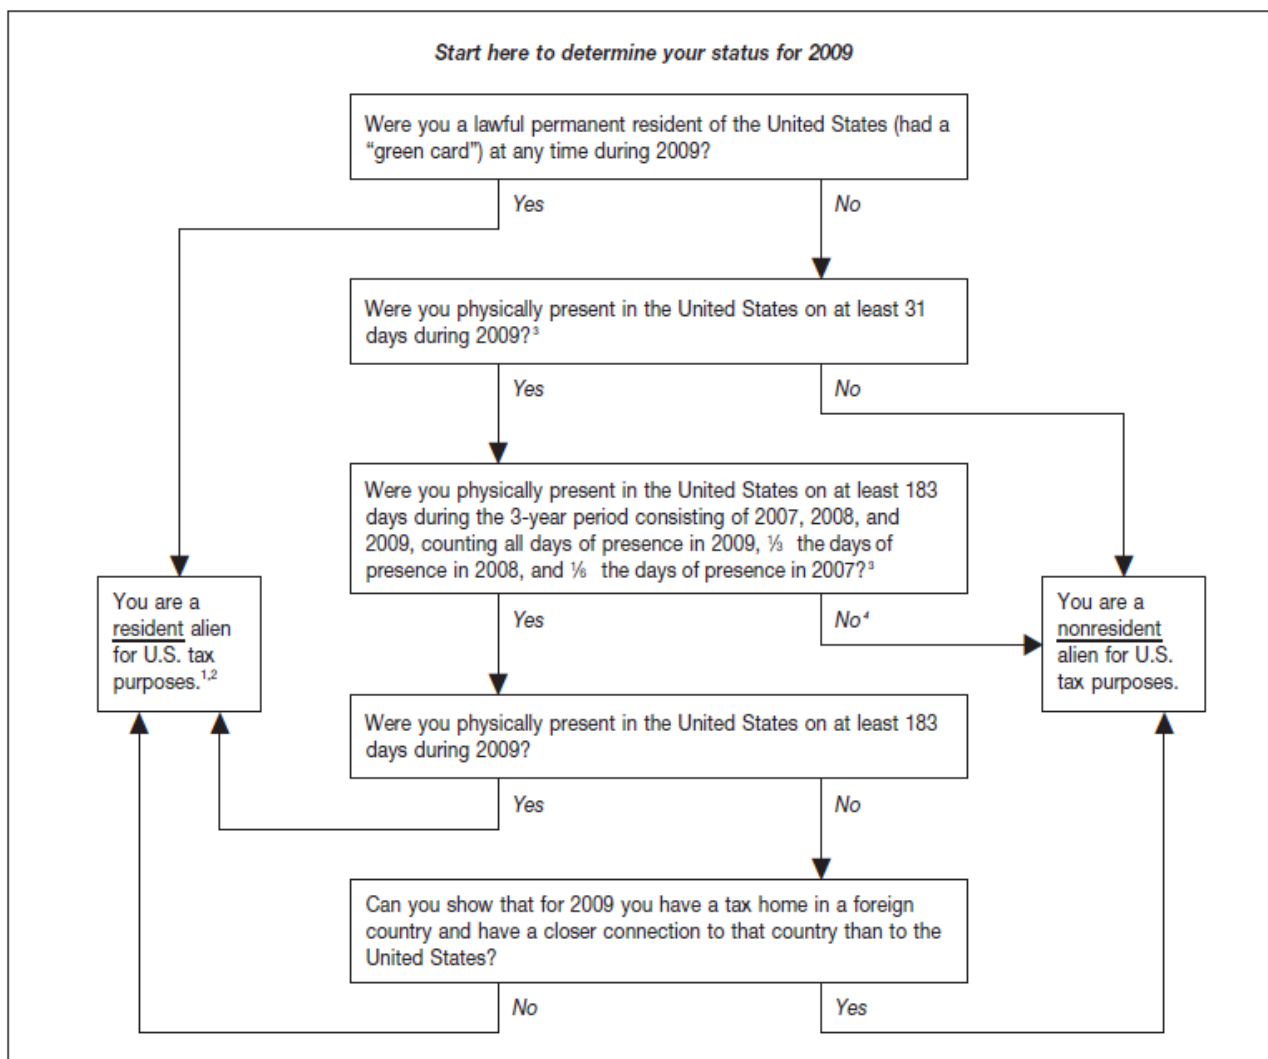 Start here to determine your status for 2009
Were you a lawful permanent resident of the United States (had a
“green card”) at any time during 2009?
Yes
No
Were you physically present in the United States on at least 31
days during 2009?³
Yes
No
Were you physically present in the United States on at least 183
days during the 3-year period consisting of 2007, 2008, and
2009, counting all days of presence in 2009, ⅓ the days of
presence in 2008, and ⅙ the days of presence in 2007?³
Yes
No⁴
You are a
resident alien
for U.S. tax
purposes.¹,²
You are a
nonresident
alien for U.S.
tax purposes.
Were you physically present in the United States on at least 183
days during 2009?
Yes
No
Can you show that for 2009 you have a tax home in a foreign
country and have a closer connection to that country than to the
United States?
No
Yes